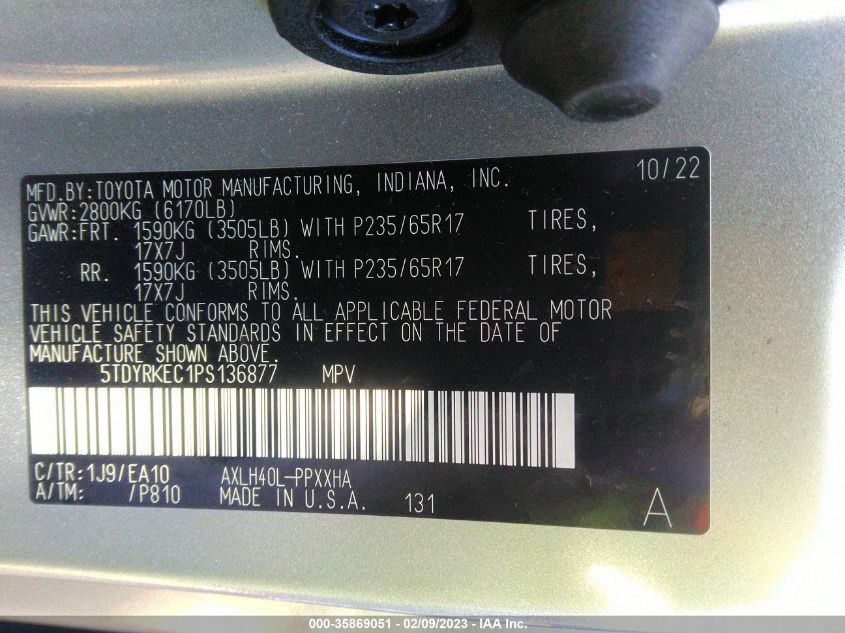 10/22
MFD.BY:TOYOTA MOTOR MANUFACTURING, INDIANA, INC.
GVWR:2800KG (6170LB)
GAWR:FRT. 1590KG (3505LB) WITH P235/65R17 TIRES,
17X7J RIMS.
RR. 1590KG (3505LB) WITH P235/65R17 TIRES,
17X7J RIMS.
THIS VEHICLE CONFORMS TO ALL APPLICABLE FEDERAL MOTOR
VEHICLE SAFETY STANDARDS IN EFFECT ON THE DATE OF
MANUFACTURE SHOWN ABOVE.
5TDYRKEC1PS136877 MPV
C/TR:1J9/EA10 AXLH40L-PPXXHA
A/TM: /P810 MADE IN U.S.A. 131
A
000-35869051 - 02/09/2023 - IAA Inc.